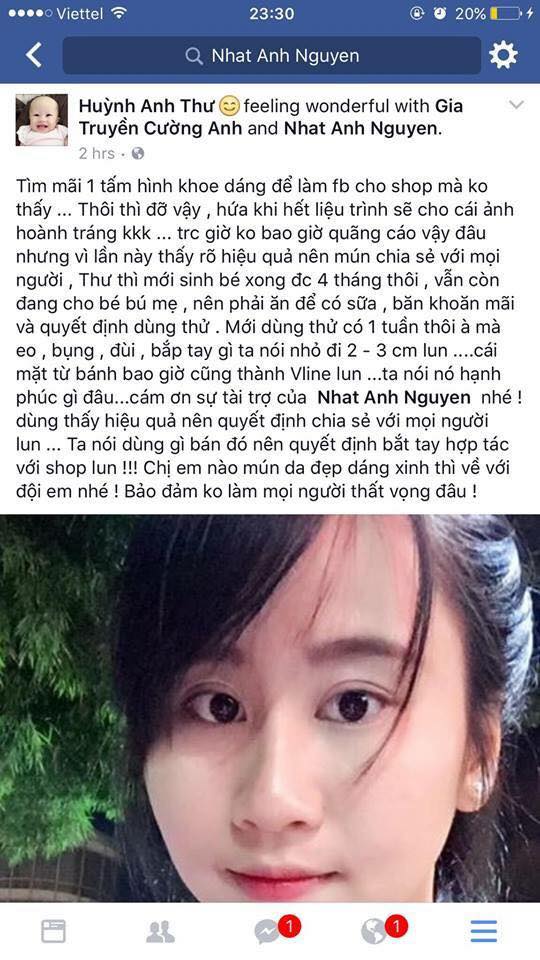 Viettel 23:30 20%
Nhat Anh Nguyen
Huỳnh Anh Thư 😊 feeling wonderful with Gia
Truyền Cường Anh and Nhat Anh Nguyen.
2 hrs ·
Tìm mãi 1 tấm hình khoe dáng để làm fb cho shop mà ko
thấy ... Thôi thì đỡ vậy , hứa khi hết liệu trình sẽ cho cái ảnh
hoành tráng kkk ... trc giờ ko bao giờ quãng cáo vậy đâu
nhưng vì lần này thấy rõ hiệu quả nên mún chia sẻ với mọi
người , Thư thì mới sinh bé xong đc 4 tháng thôi , vẫn còn
đang cho bé bú mẹ , nên phải ăn để có sữa , băn khoăn mãi
và quyết định dùng thử . Mới dùng thử có 1 tuần thôi à mà
eo , bụng , đùi , bắp tay gì ta nói nhỏ đi 2 - 3 cm lun ....cái
mặt từ bánh bao giờ cũng thành Vline lun ...ta nói nó hạnh
phúc gì đâu...cám ơn sự tài trợ của Nhat Anh Nguyen nhé !
dùng thấy hiệu quả nên quyết định chia sẻ với mọi người
lun ... Ta nói dùng gì bán đó nên quyết định bắt tay hợp tác
với shop lun !!! Chị em nào mún da đẹp dáng xinh thì về với
đội em nhé ! Bảo đảm ko làm mọi người thất vọng đâu !
1 1